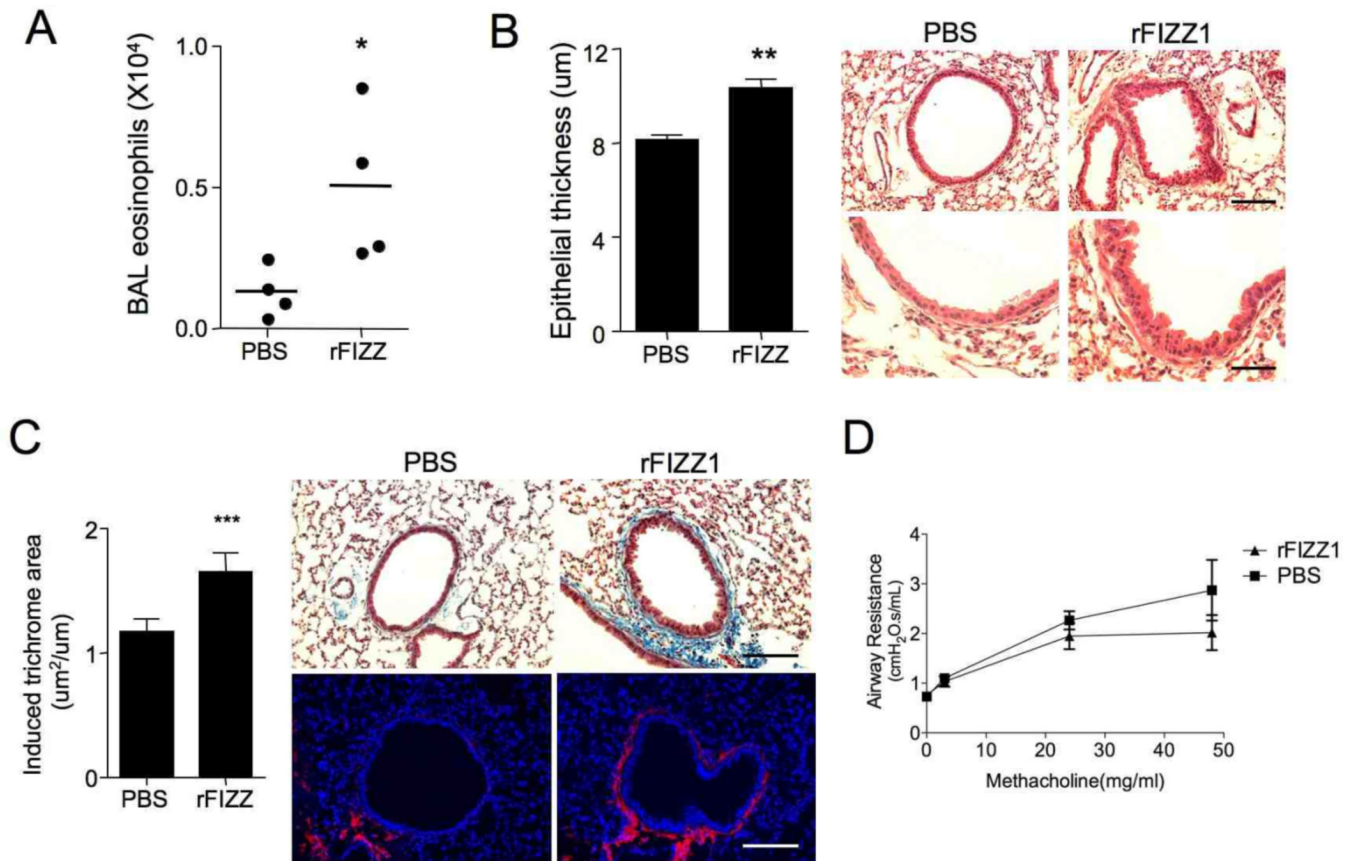 A
BAL eosinophils (X10⁴)
1.0
0.5
0.0
*
PBS
rFIZZ
B
Epithelial thickness (um)
12
8
4
0
**
PBS
rFIZZ
PBS
rFIZZ1
C
Induced trichrome area
(um²/um)
2
1
0
***
PBS
rFIZZ
PBS
rFIZZ1
D
Airway Resistance
(cmH₂O.s/mL)
4
3
2
1
0
0 10 20 30 40 50
Methacholine(mg/ml)
rFIZZ1
PBS